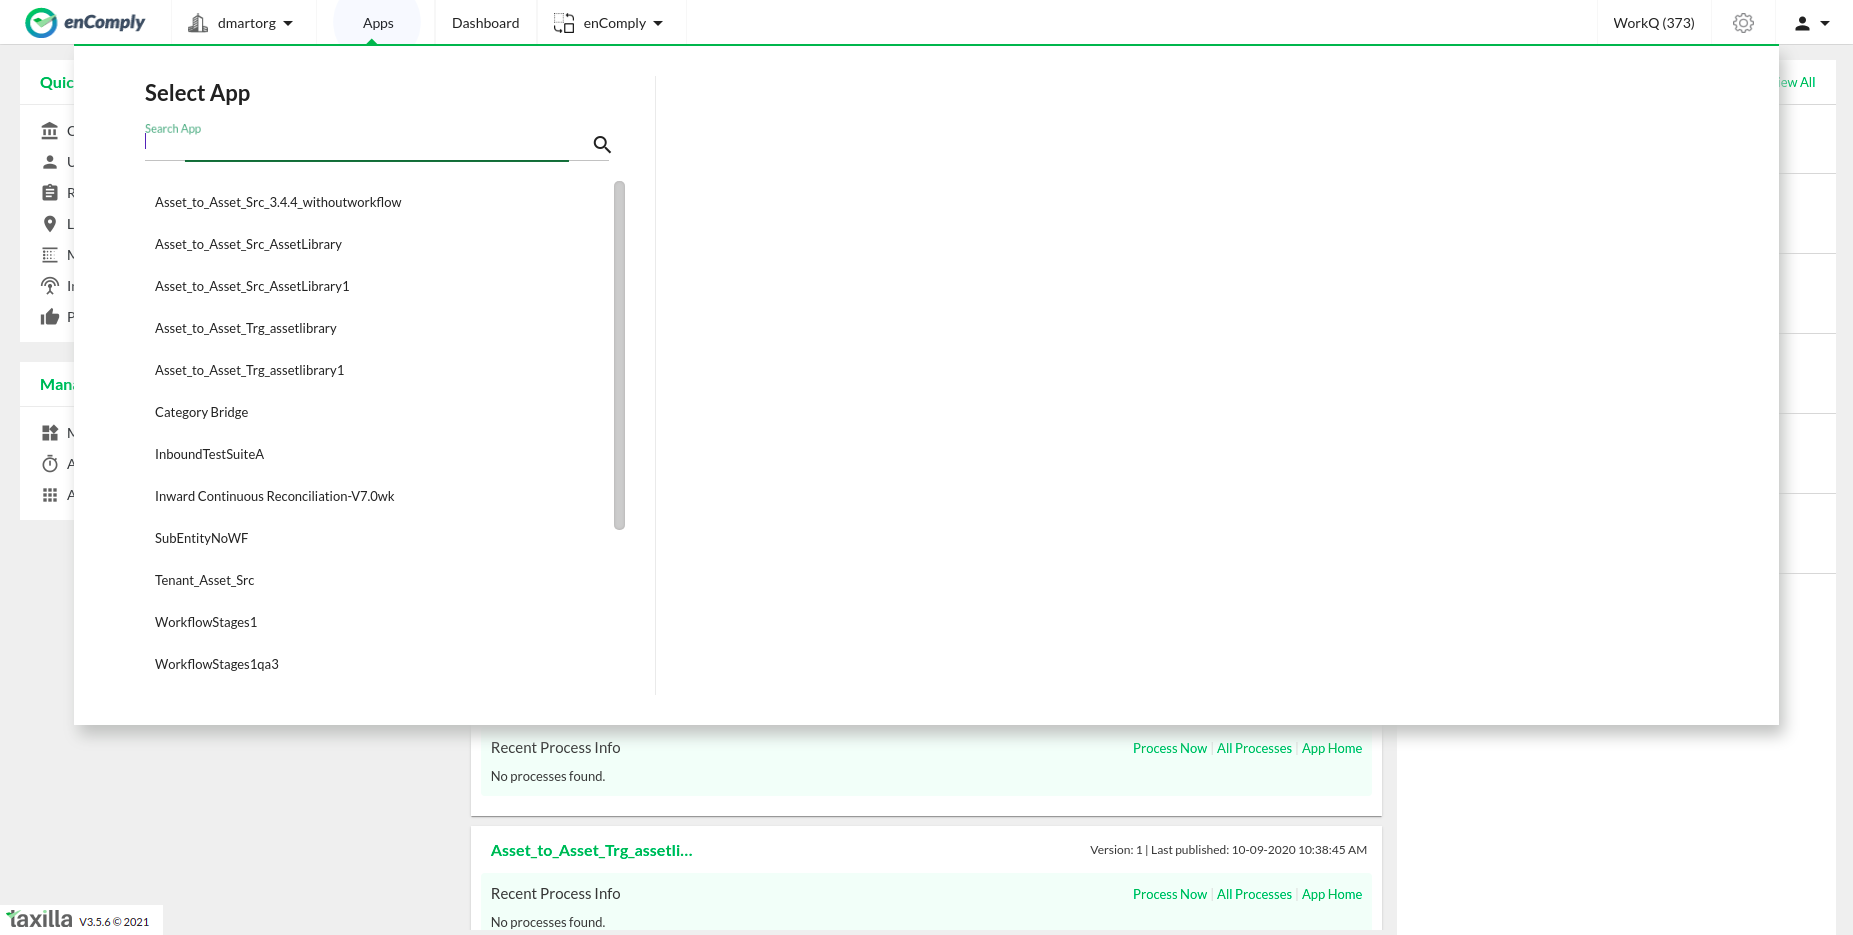 enComply
dmartorg
Apps
Dashboard
enComply
WorkQ (373)
Quic
ew All
Select App
Search App
Asset_to_Asset_Src_3.4.4_withoutworkflow
Asset_to_Asset_Src_AssetLibrary
Asset_to_Asset_Src_AssetLibrary1
Asset_to_Asset_Trg_assetlibrary
Asset_to_Asset_Trg_assetlibrary1
Category Bridge
InboundTestSuiteA
Inward Continuous Reconciliation-V7.0wk
SubEntityNoWF
Tenant_Asset_Src
WorkflowStages1
WorkflowStages1qa3
U
R
L
M
P
Mana
M
A
A
Recent Process Info
Process Now | All Processes | App Home
No processes found.
Asset_to_Asset_Trg_assetli...
Version: 1 | Last published: 10-09-2020 10:38:45 AM
Recent Process Info
Process Now | All Processes | App Home
No processes found.
taxilla V3.5.6 © 2021